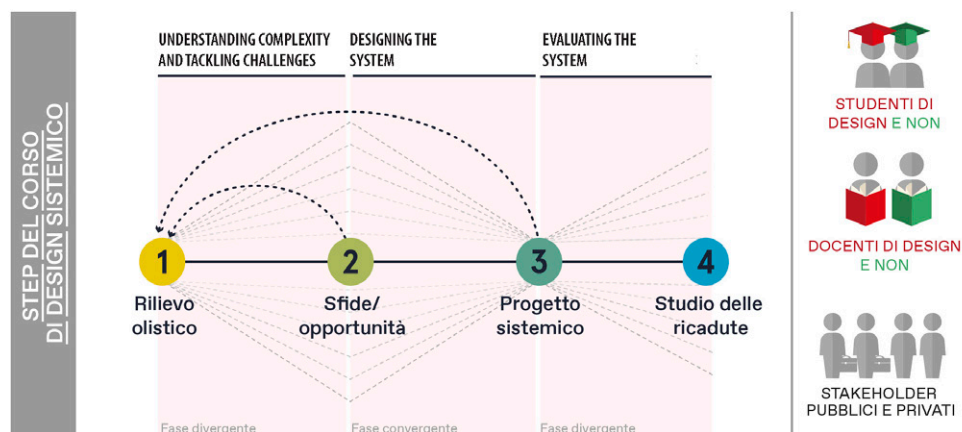 STEP DEL CORSO
DI DESIGN SISTEMICO
UNDERSTANDING COMPLEXITY
AND TACKLING CHALLENGES
DESIGNING THE
SYSTEM
EVALUATING THE
SYSTEM
1
2
3
4
Rilievo
olistico
Sfide/
opportunità
Progetto
sistemico
Studio delle
ricadute
Fase divergente
Fase convergente
Fase divergente
STUDENTI DI
DESIGN E NON
DOCENTI DI DESIGN
E NON
STAKEHOLDER
PUBBLICI E PRIVATI